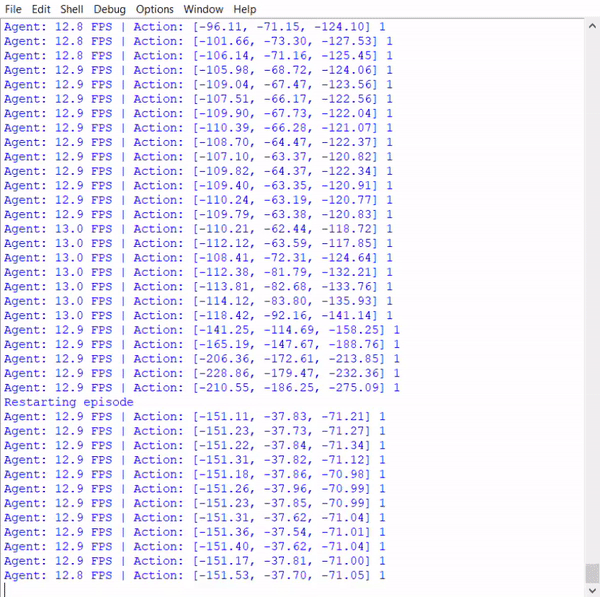 File Edit Shell Debug Options Window Help
Agent: 12.8 FPS | Action: [-96.11, -71.15, -124.10] 1
Agent: 12.8 FPS | Action: [-101.66, -73.30, -127.53] 1
Agent: 12.8 FPS | Action: [-106.14, -71.16, -125.45] 1
Agent: 12.9 FPS | Action: [-105.98, -68.72, -124.06] 1
Agent: 12.9 FPS | Action: [-109.04, -67.47, -123.56] 1
Agent: 12.9 FPS | Action: [-107.51, -66.17, -122.56] 1
Agent: 12.9 FPS | Action: [-109.90, -67.73, -122.04] 1
Agent: 12.9 FPS | Action: [-110.39, -66.28, -121.07] 1
Agent: 12.9 FPS | Action: [-108.70, -64.47, -122.37] 1
Agent: 12.9 FPS | Action: [-107.10, -63.37, -120.82] 1
Agent: 12.9 FPS | Action: [-109.82, -64.37, -122.34] 1
Agent: 12.9 FPS | Action: [-109.40, -63.35, -120.91] 1
Agent: 12.9 FPS | Action: [-110.24, -63.19, -120.77] 1
Agent: 12.9 FPS | Action: [-109.79, -63.38, -120.83] 1
Agent: 13.0 FPS | Action: [-110.21, -62.44, -118.72] 1
Agent: 13.0 FPS | Action: [-112.12, -63.59, -117.85] 1
Agent: 13.0 FPS | Action: [-108.41, -72.31, -124.64] 1
Agent: 13.0 FPS | Action: [-112.38, -81.79, -132.21] 1
Agent: 13.0 FPS | Action: [-113.81, -82.68, -133.76] 1
Agent: 13.0 FPS | Action: [-114.12, -83.80, -135.93] 1
Agent: 13.0 FPS | Action: [-118.42, -92.16, -141.14] 1
Agent: 12.9 FPS | Action: [-141.25, -114.69, -158.25] 1
Agent: 12.9 FPS | Action: [-165.19, -147.67, -188.76] 1
Agent: 12.9 FPS | Action: [-206.36, -172.61, -213.85] 1
Agent: 12.9 FPS | Action: [-228.86, -179.47, -232.36] 1
Agent: 12.9 FPS | Action: [-210.55, -186.25, -275.09] 1
Restarting episode
Agent: 12.9 FPS | Action: [-151.11, -37.83, -71.21] 1
Agent: 12.9 FPS | Action: [-151.23, -37.73, -71.27] 1
Agent: 12.9 FPS | Action: [-151.22, -37.84, -71.34] 1
Agent: 12.9 FPS | Action: [-151.31, -37.82, -71.12] 1
Agent: 12.9 FPS | Action: [-151.18, -37.86, -70.98] 1
Agent: 12.9 FPS | Action: [-151.26, -37.96, -70.99] 1
Agent: 12.9 FPS | Action: [-151.23, -37.85, -70.99] 1
Agent: 12.9 FPS | Action: [-151.31, -37.62, -71.04] 1
Agent: 12.9 FPS | Action: [-151.36, -37.54, -71.01] 1
Agent: 12.9 FPS | Action: [-151.40, -37.62, -71.04] 1
Agent: 12.9 FPS | Action: [-151.17, -37.81, -71.00] 1
Agent: 12.8 FPS | Action: [-151.53, -37.70, -71.05] 1